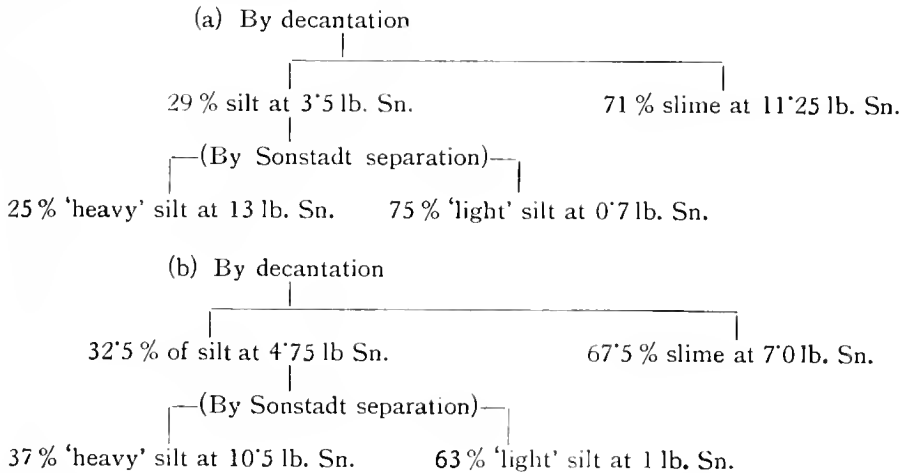 (a) By decantation
29 % silt at 3·5 lb. Sn. 71 % slime at 11·25 lb. Sn.
(By Sonstadt separation)
25 % ‘heavy’ silt at 13 lb. Sn. 75 % ‘light’ silt at 0·7 lb. Sn.
(b) By decantation
32·5 % of silt at 4·75 lb Sn. 67·5 % slime at 7·0 lb. Sn.
(By Sonstadt separation)
37 % ‘heavy’ silt at 10·5 lb. Sn. 63 % ‘light’ silt at 1 lb. Sn.